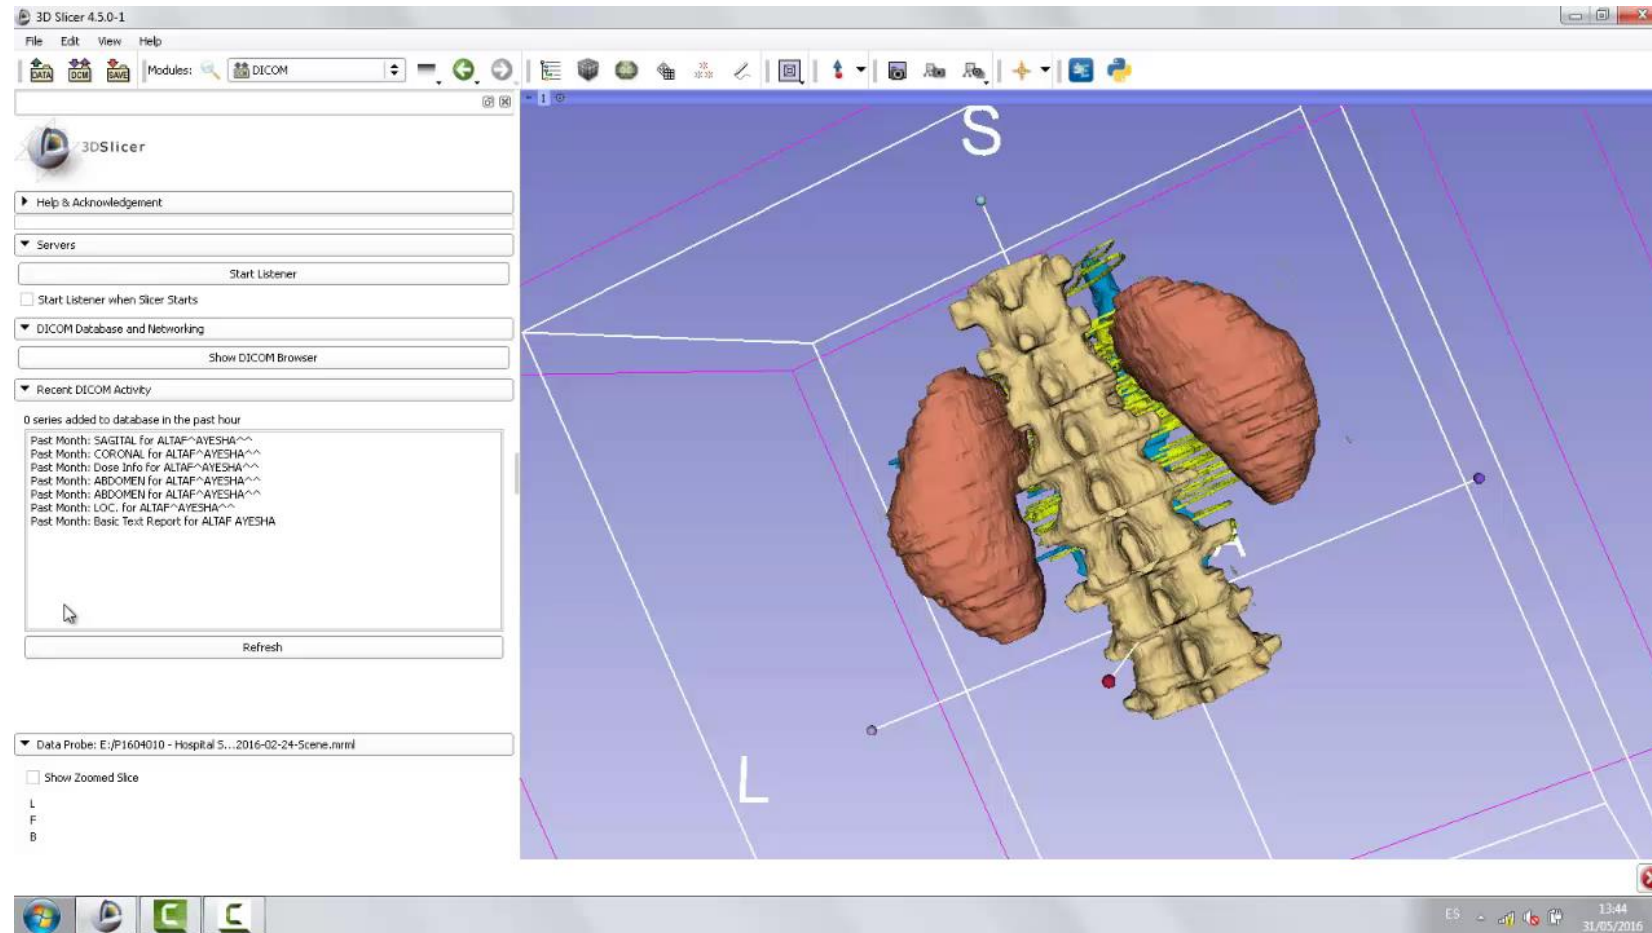 3D Slicer 4.5.0-1
File Edit View Help
DATA DCM SAVE Modules: DICOM
1
3DSlicer
Help & Acknowledgement
Servers
Start Listener
Start Listener when Slicer Starts
DICOM Database and Networking
Show DICOM Browser
Recent DICOM Activity
0 series added to database in the past hour
Past Month: SAGITAL for ALTAF^AYESHA^^
Past Month: CORONAL for ALTAF^AYESHA^^
Past Month: Dose Info for ALTAF^AYESHA^^
Past Month: ABDOMEN for ALTAF^AYESHA^^
Past Month: ABDOMEN for ALTAF^AYESHA^^
Past Month: LOC. for ALTAF^AYESHA^^
Past Month: Basic Text Report for ALTAF AYESHA
Refresh
Data Probe: E:/P1604010 - Hospital S...2016-02-24-Scene.mrml
Show Zoomed Slice
L
F
B
S
A
L
ES
13:44
31/05/2016